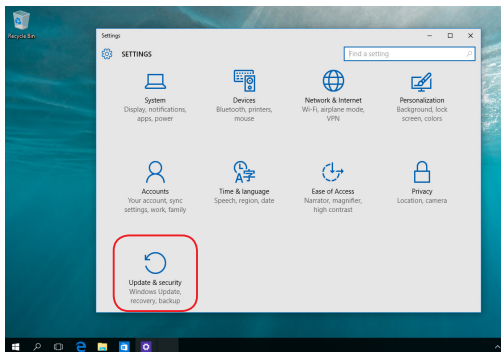 Recycle Bin
Settings
SETTINGS
Find a setting
System
Display, notifications,
apps, power
Devices
Bluetooth, printers,
mouse
Network & Internet
Wi-Fi, airplane mode,
VPN
Personalization
Background, lock
screen, colors
Accounts
Your account, sync
settings, work, family
Time & language
Speech, region, date
Ease of Access
Narrator, magnifier,
high contrast
Privacy
Location, camera
Update & security
Windows Update,
recovery, backup